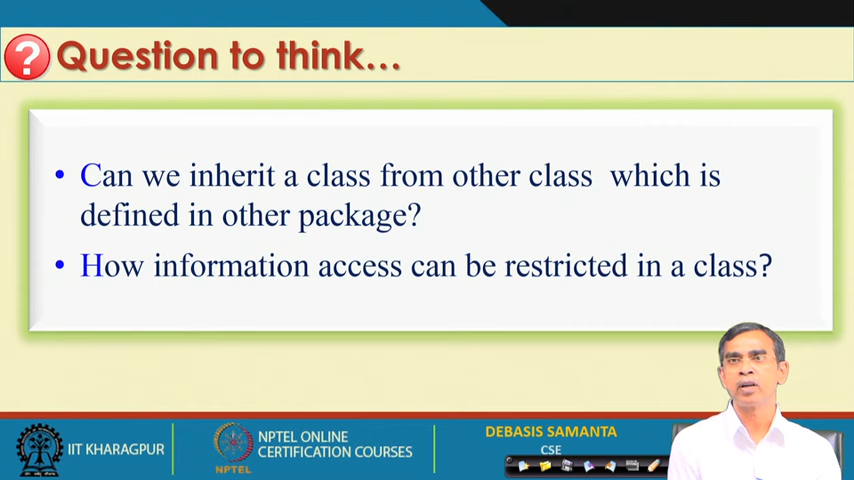 ? Question to think...
• Can we inherit a class from other class which is
defined in other package?
• How information access can be restricted in a class?
IIT KHARAGPUR
NPTEL
NPTEL ONLINE
CERTIFICATION COURSES
DEBASIS SAMANTA
CSE